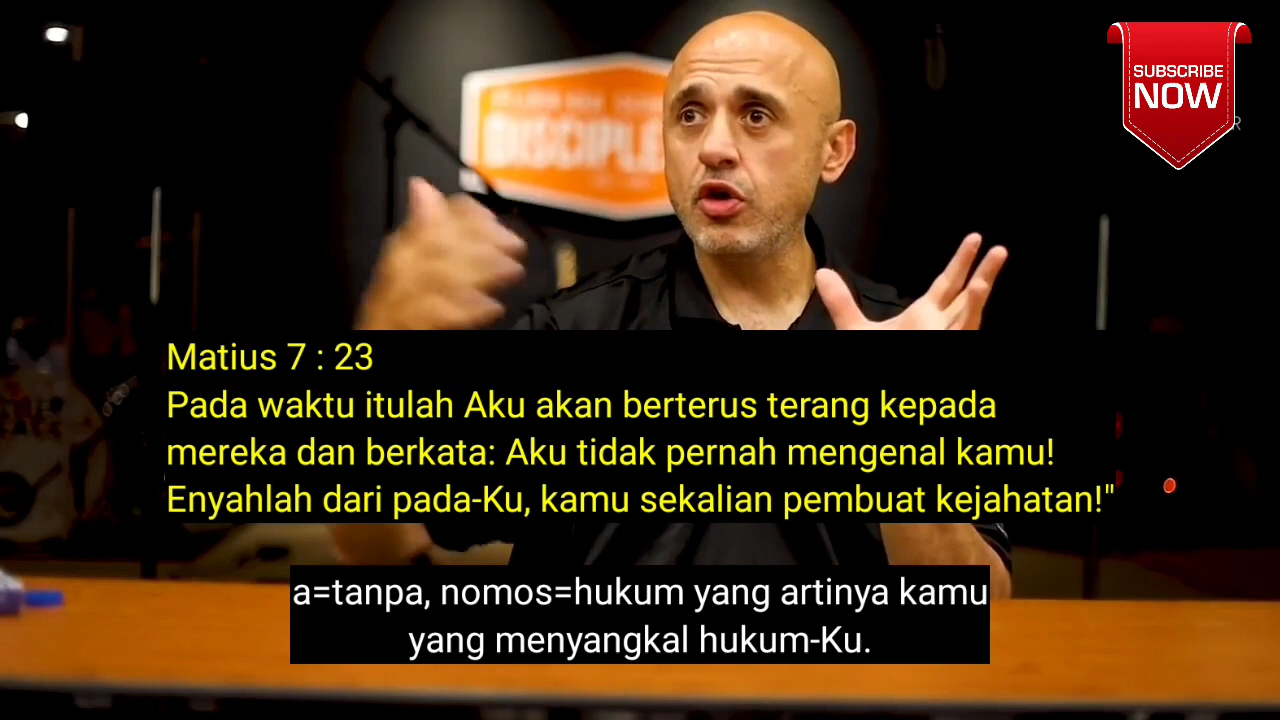 SUBSCRIBE
NOW
R
DISCIPLE
Matius 7 : 23
Pada waktu itulah Aku akan berterus terang kepada
mereka dan berkata: Aku tidak pernah mengenal kamu!
Enyahlah dari pada-Ku, kamu sekalian pembuat kejahatan!"
a=tanpa, nomos=hukum yang artinya kamu
yang menyangkal hukum-Ku.